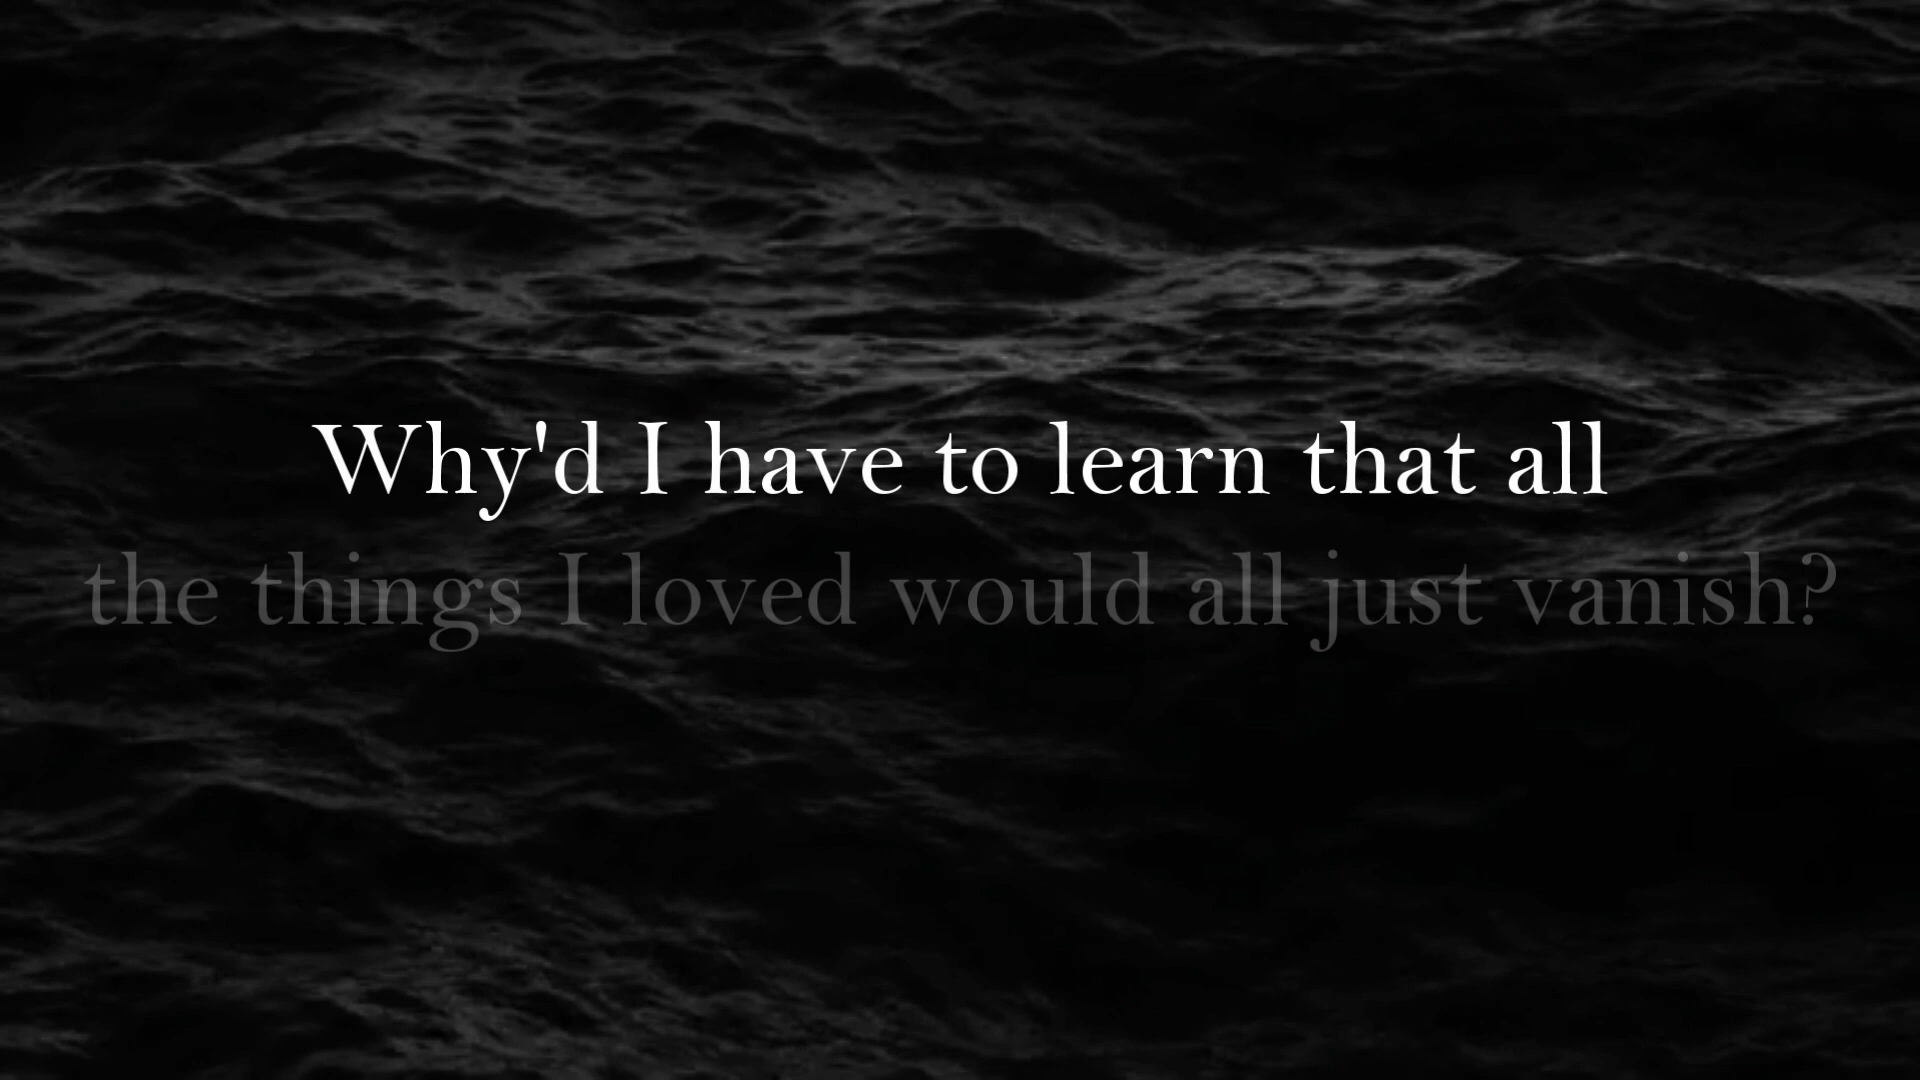 Why'd I have to learn that all
the things I loved would all just vanish?